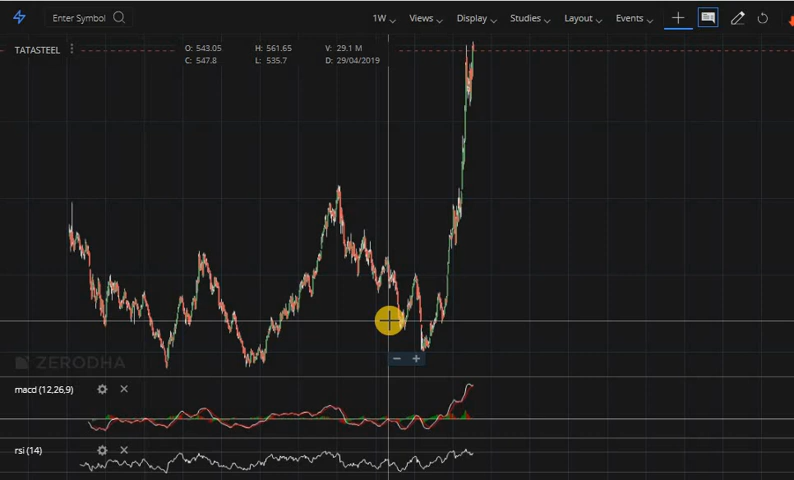 Enter Symbol 1W Views Display Studies Layout Events
TATASTEEL O: 543.05 H: 561.65 V: 29.1 M
C: 547.8 L: 535.7 D: 29/04/2019
ZERODHA
macd (12,26,9)
rsi (14)